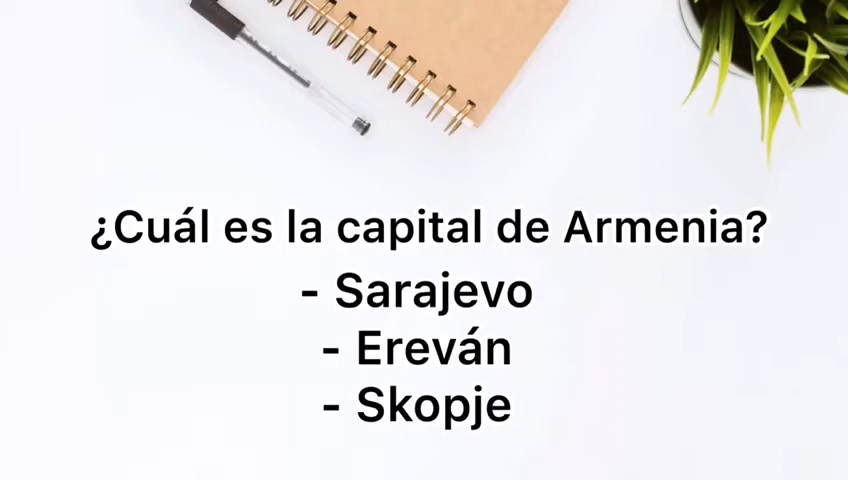 ¿Cuál es la capital de Armenia?
- Sarajevo
- Ereván
- Skopje